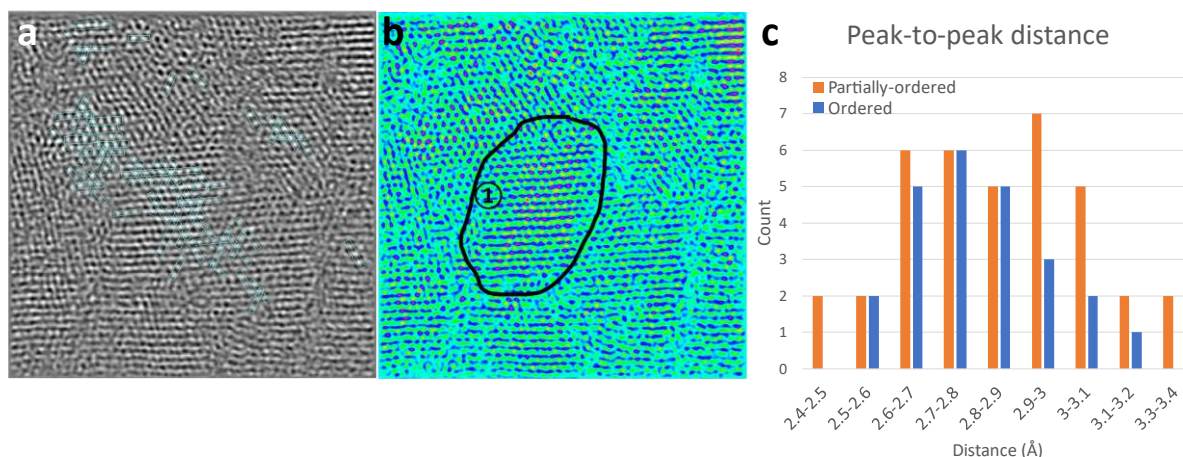 a
b
①
c
Peak-to-peak distance
8
7
6
5
4
3
2
1
0
Count
Partially-ordered
Ordered
2.4-2.5
2.5-2.6
2.6-2.7
2.7-2.8
2.8-2.9
2.9-3
3-3.1
3.1-3.2
3.3-3.4
Distance (Å)